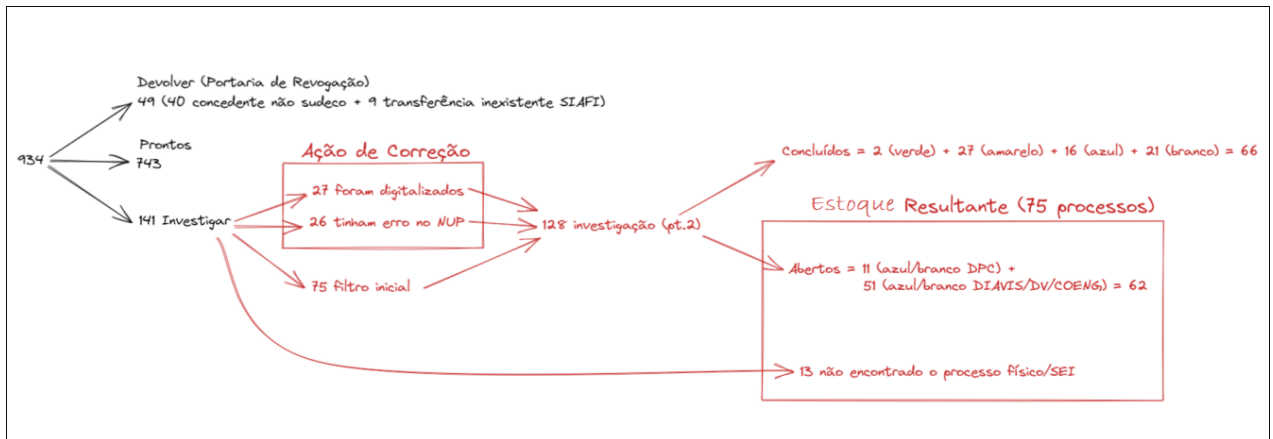 Devolver (Portaria de Revogação)
49 (40 concedente não sudeco + 9 transferência inexistente SIAFI)
934
Prontos
743
141 Investigar
Ação de Correção
27 foram digitalizados
26 tinham erro no NUP
75 filtro inicial
128 investigação (pt.2)
Concluídos = 2 (verde) + 27 (amarelo) + 16 (azul) + 21 (branco) = 66
Estoque Resultante (75 processos)
Abertos = 11 (azul/branco DPC) +
51 (azul/branco DIAVIS/DV/COENG) = 62
13 não encontrado o processo físico/SEI